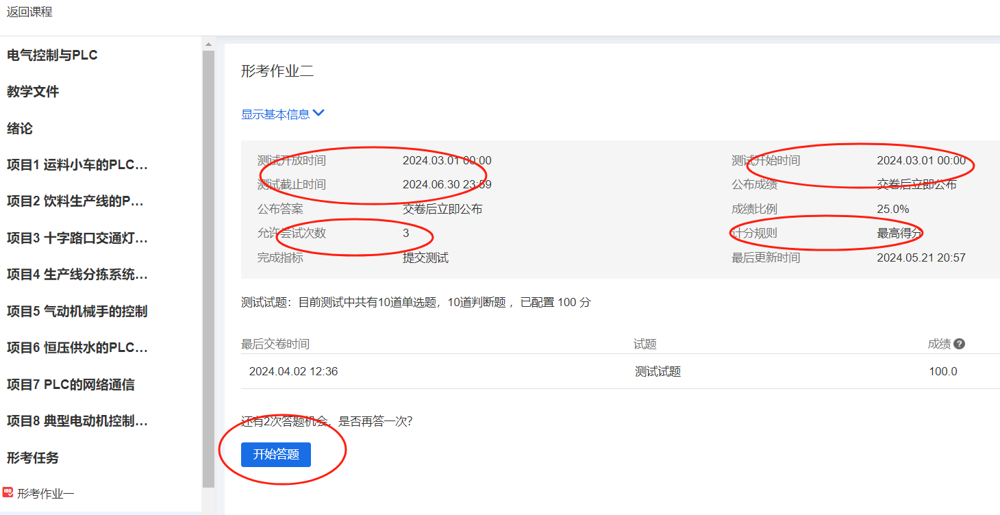 返回课程
电气控制与PLC
教学文件
绪论
项目1 运料小车的PLC...
项目2 饮料生产线的P...
项目3 十字路口交通灯...
项目4 生产线分拣系统...
项目5 气动机械手的控制
项目6 恒压供水的PLC...
项目7 PLC的网络通信
项目8 典型电动机控制...
形考任务
形考作业一
形考作业二
显示基本信息
测试开放时间 2024.03.01 00:00 测试开始时间 2024.03.01 00:00
测试截止时间 2024.06.30 23:59 公布成绩 交卷后立即公布
公布答案 交卷后立即公布 成绩比例 25.0%
允许尝试次数 3 计分规则 最高得分
完成指标 提交测试 最后更新时间 2024.05.21 20:57
测试试题：目前测试中共有10道单选题，10道判断题 ，已配置 100 分
最后交卷时间 试题 成绩
2024.04.02 12:36 测试试题 100.0
还有2次答题机会，是否再答一次?
开始答题